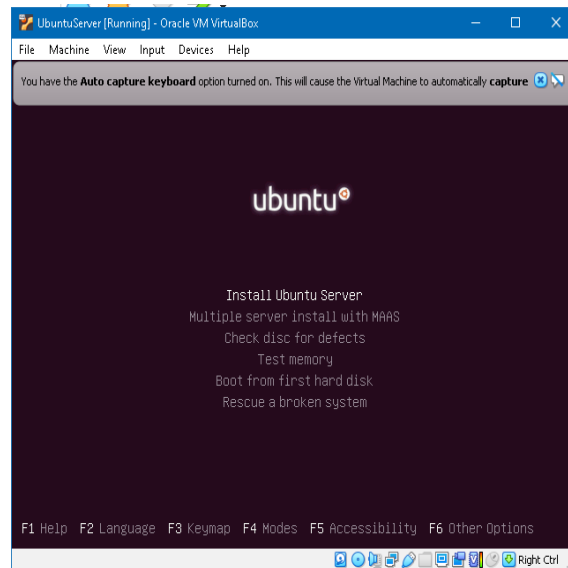 UbuntuServer [Running] - Oracle VM VirtualBox
File Machine View Input Devices Help
You have the Auto capture keyboard option turned on. This will cause the Virtual Machine to automatically capture
ubuntu
Install Ubuntu Server
Multiple server install with MAAS
Check disc for defects
Test memory
Boot from first hard disk
Rescue a broken system
F1 Help F2 Language F3 Keymap F4 Modes F5 Accessibility F6 Other Options
Right Ctrl